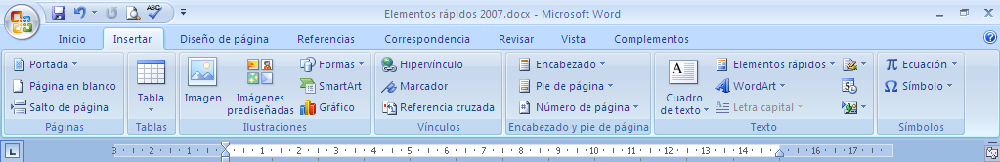 Elementos rápidos 2007.docx - Microsoft Word
Inicio Insertar Diseño de página Referencias Correspondencia Revisar Vista Complementos
Portada
Página en blanco
Salto de página
Páginas
Tabla
Tablas
Imagen
Imágenes
prediseñadas
Formas
SmartArt
Gráfico
Ilustraciones
Hipervínculo
Marcador
Referencia cruzada
Vínculos
Encabezado
Pie de página
Número de página
Encabezado y pie de página
A
Cuadro
de texto
Elementos rápidos
WordArt
Letra capital
Texto
π Ecuación
Ω Símbolo
Símbolos
3 2 1 1 2 3 4 5 6 7 8 9 10 11 12 13 14 16 17